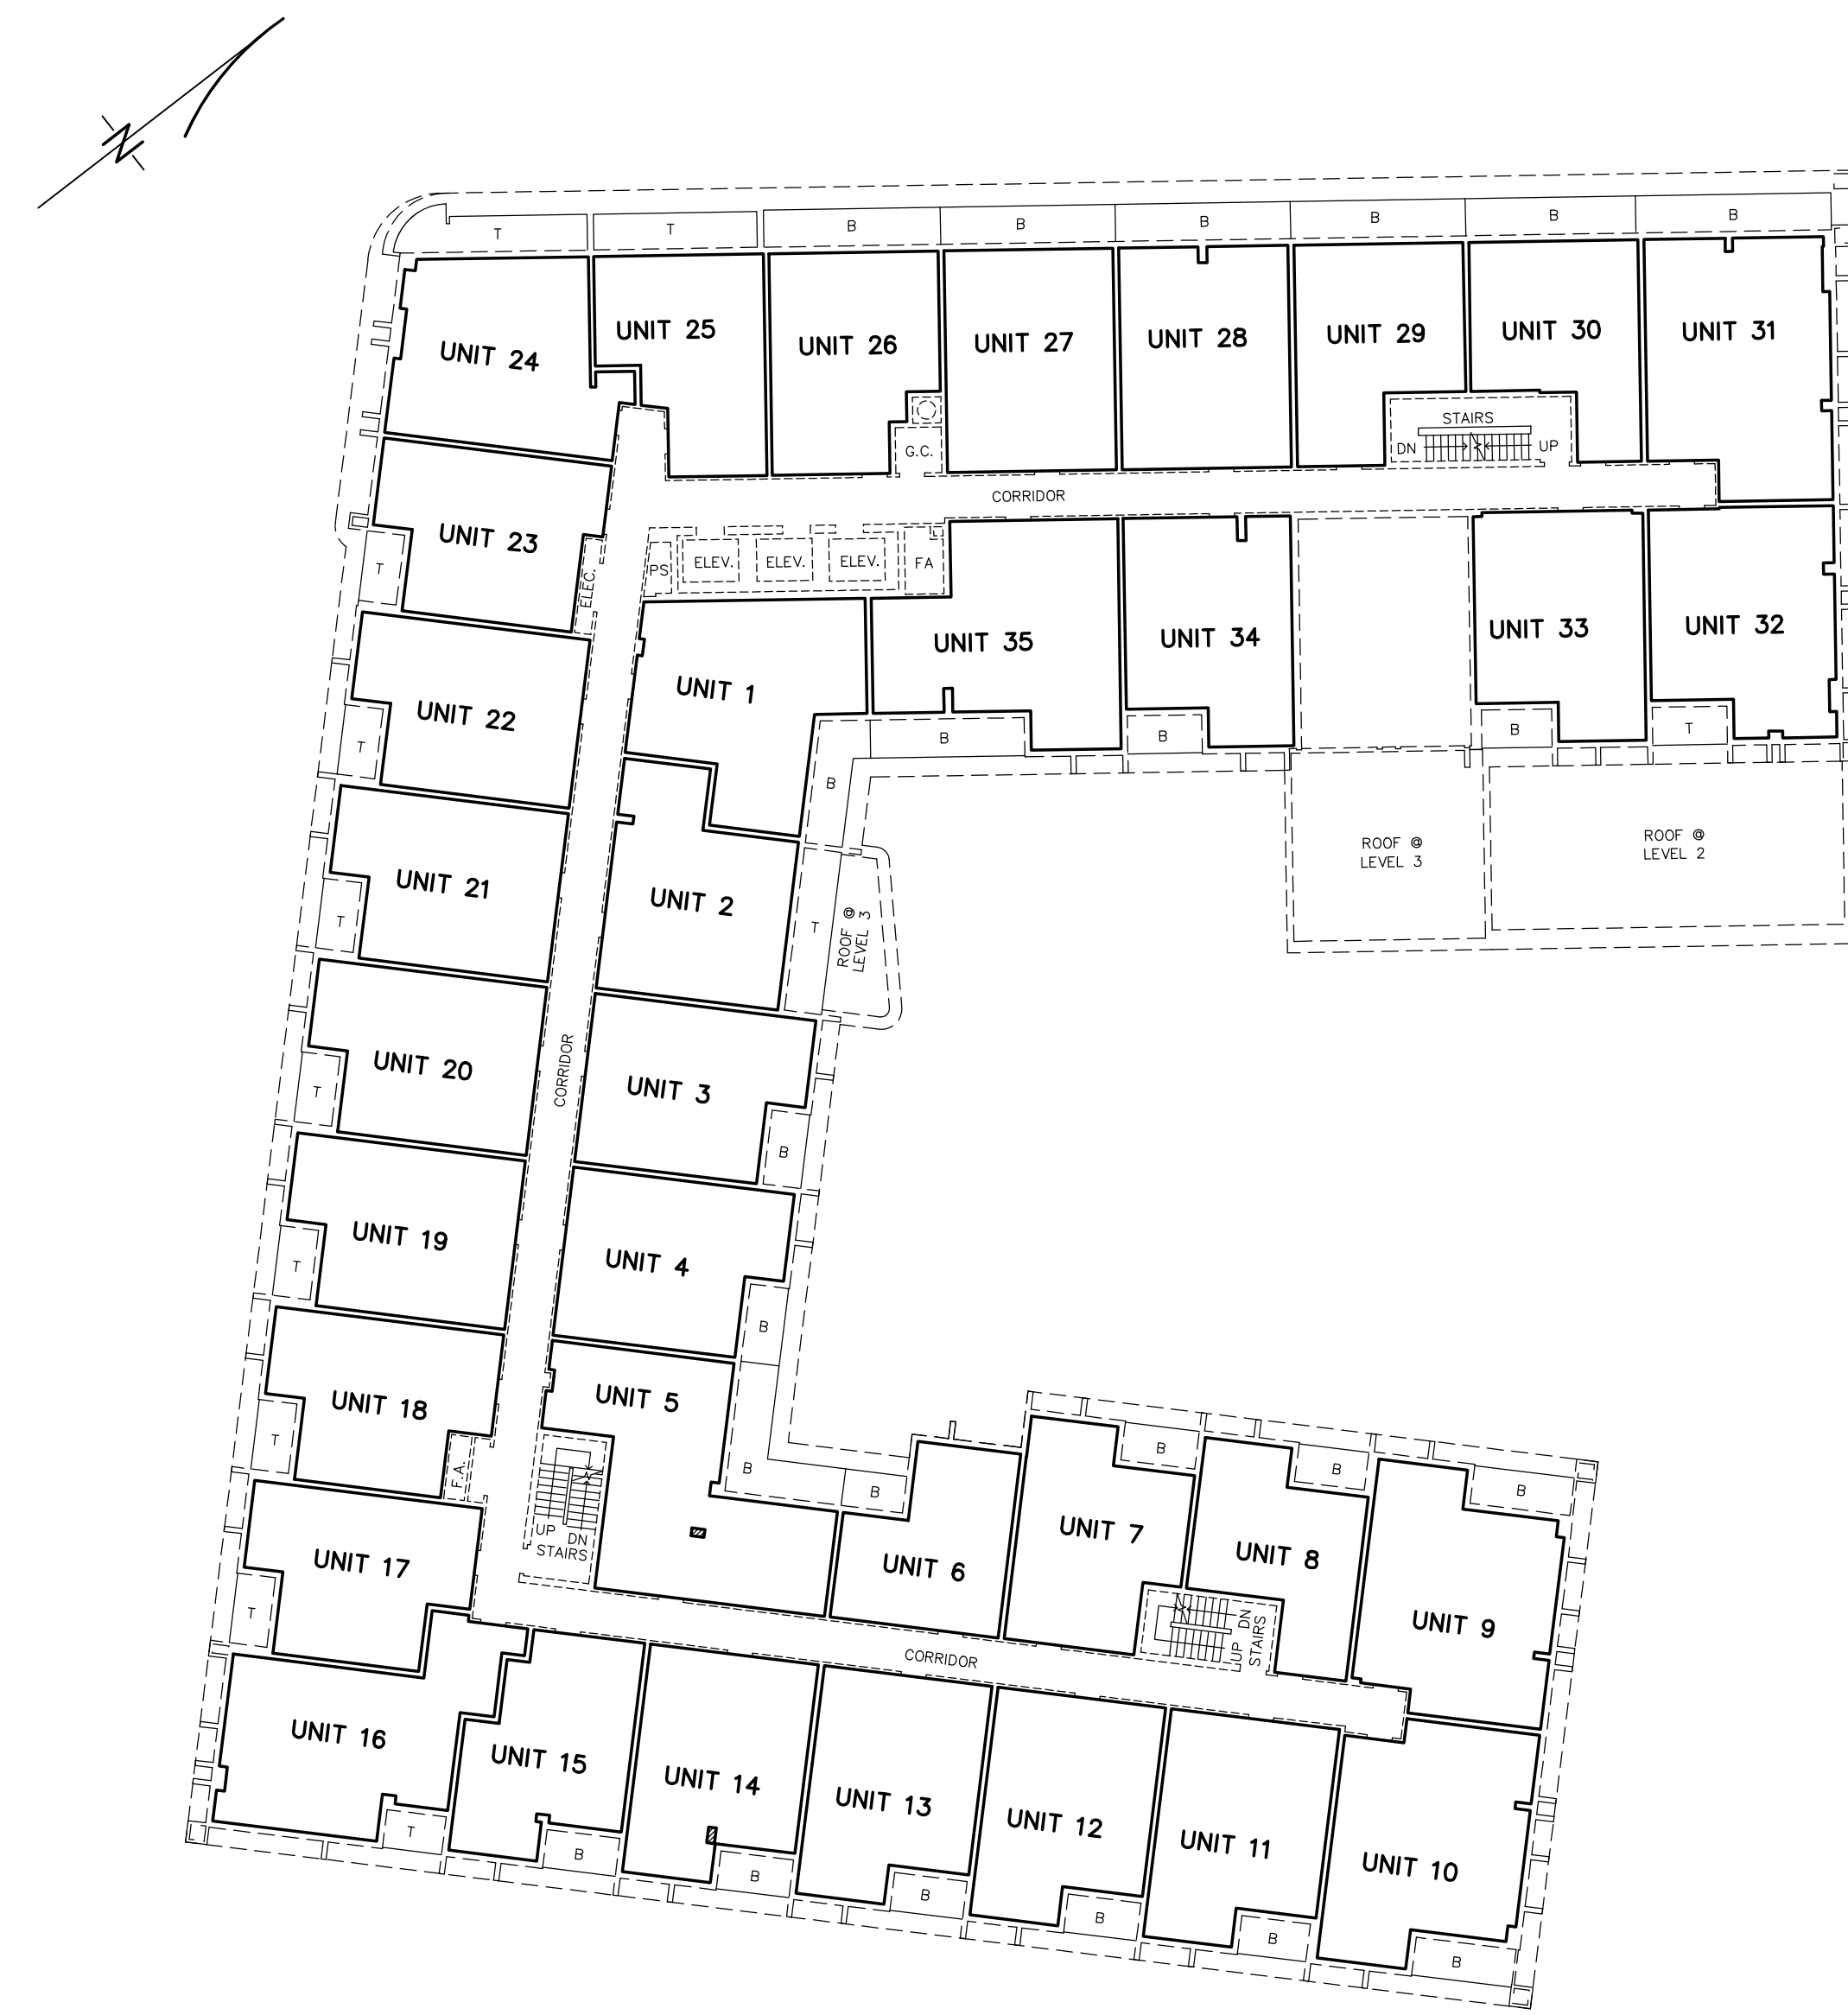 N
T
T
B
B
B
B
B
B
UNIT 24
UNIT 25
UNIT 26
UNIT 27
UNIT 28
UNIT 29
UNIT 30
UNIT 31
STAIRS
DN
UP
G.C.
CORRIDOR
UNIT 23
T
ELEC.
PS
ELEV.
ELEV.
ELEV.
FA
UNIT 35
UNIT 34
UNIT 33
UNIT 32
UNIT 1
B
B
B
T
B
UNIT 22
T
ROOF @
LEVEL 3
ROOF @
LEVEL 2
UNIT 21
T
UNIT 2
T
ROOF @
LEVEL 3
UNIT 20
T
CORRIDOR
UNIT 3
B
UNIT 19
T
UNIT 4
B
UNIT 18
T
F.A.
UNIT 5
B
B
UP
DN
STAIRS
UNIT 17
T
UNIT 6
UNIT 7
B
UNIT 8
B
UNIT 9
B
DN
UP
STAIRS
CORRIDOR
UNIT 16
T
UNIT 15
B
UNIT 14
B
UNIT 13
B
UNIT 12
B
UNIT 11
B
UNIT 10
B